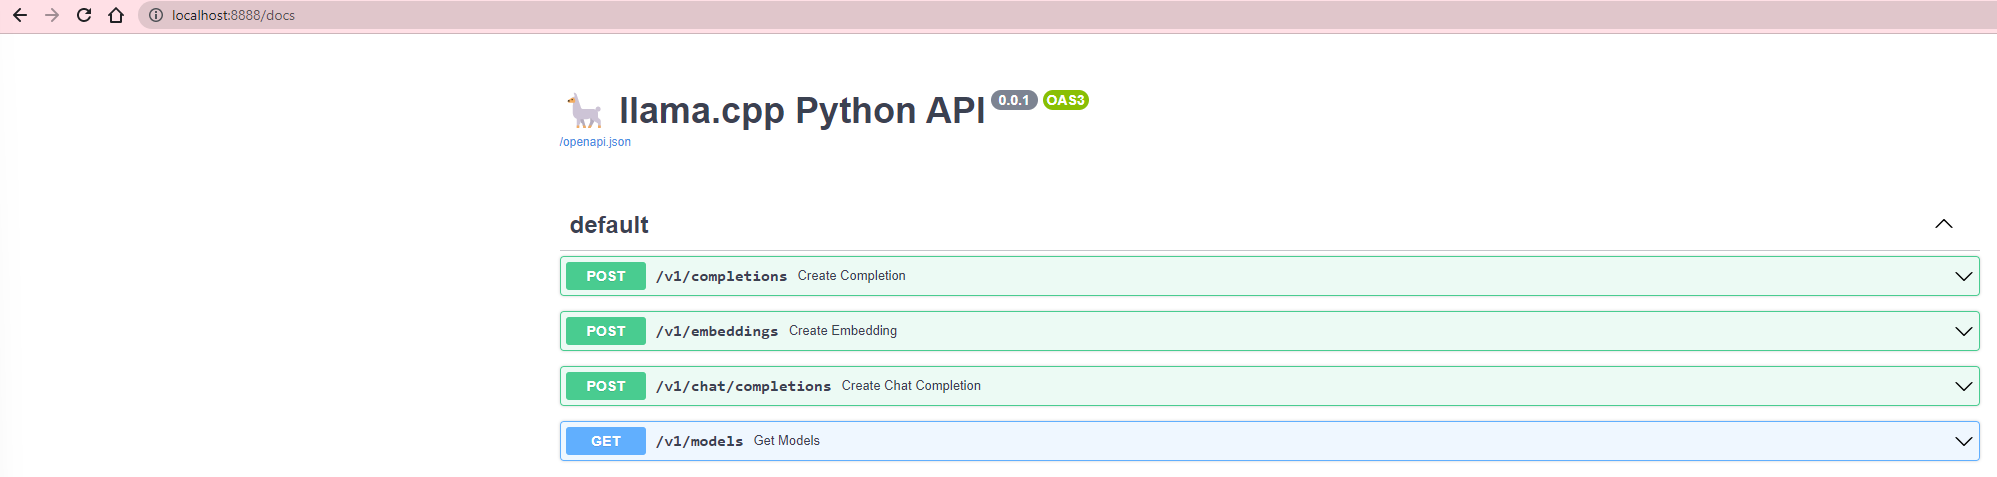 localhost:8888/docs
llama.cpp Python API 0.0.1 OAS3
/openapi.json
default
POST /v1/completions Create Completion
POST /v1/embeddings Create Embedding
POST /v1/chat/completions Create Chat Completion
GET /v1/models Get Models